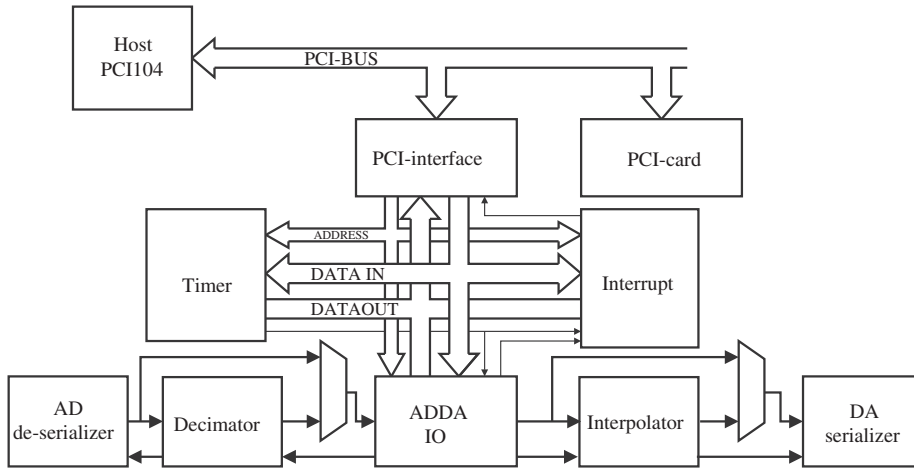 Host
PCI104
PCI-BUS
PCI-interface
PCI-card
ADDRESS
Timer
DATA IN
Interrupt
DATAOUT
AD
de-serializer
Decimator
ADDA
IO
Interpolator
DA
serializer